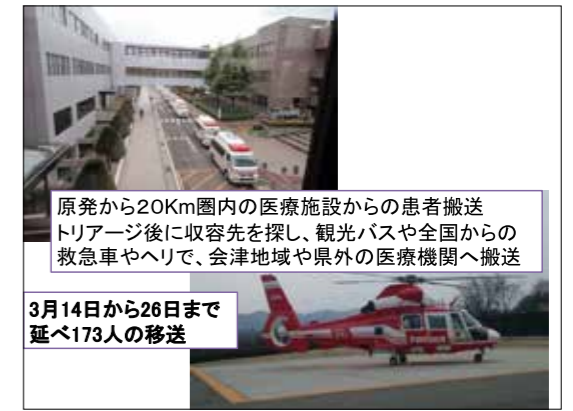 原発から20Km圏内の医療施設からの患者搬送
トリアージ後に収容先を探し、観光バスや全国からの
救急車やヘリで、会津地域や県外の医療機関へ搬送
3月14日から26日まで
延べ173人の移送